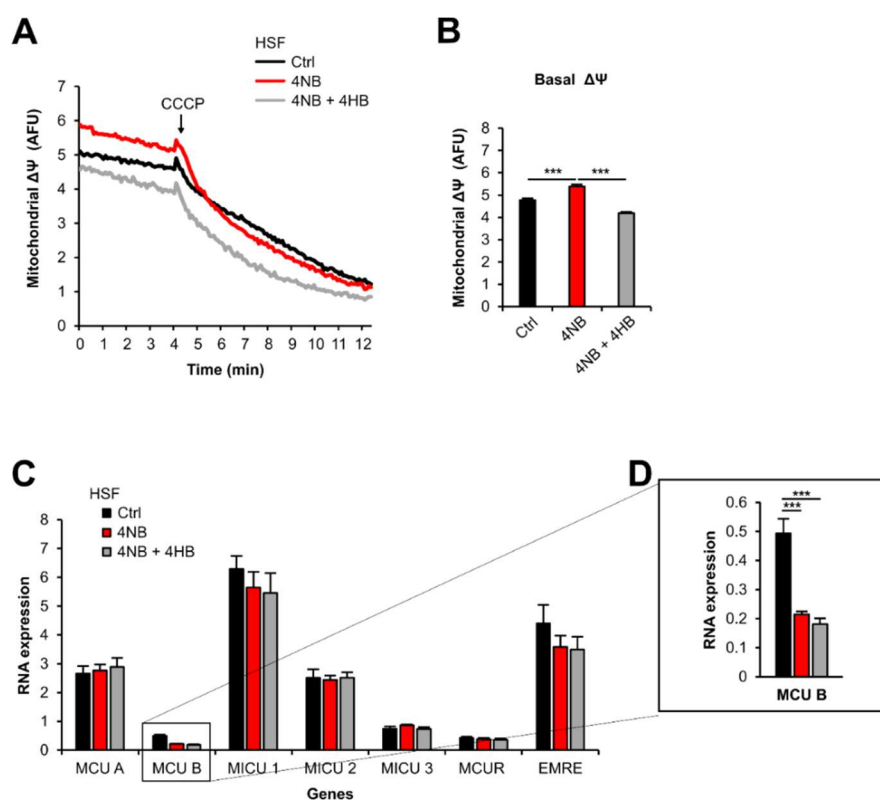 A
HSF
Ctrl
4NB
4NB + 4HB
CCCP
Mitochondrial ΔΨ (AFU)
7
6
5
4
3
2
1
0
0 1 2 3 4 5 6 7 8 9 10 11 12
Time (min)
B
Basal ΔΨ
Mitochondrial ΔΨ (AFU)
8
7
6
5
4
3
2
1
0
*** ***
Ctrl
4NB
4NB + 4HB
C
HSF
Ctrl
4NB
4NB + 4HB
RNA expression
8
7
6
5
4
3
2
1
0
MCU A MCU B MICU 1 MICU 2 MICU 3 MCUR EMRE
Genes
D
RNA expression
0.6
0.5
0.4
0.3
0.2
0
***
***
MCU B